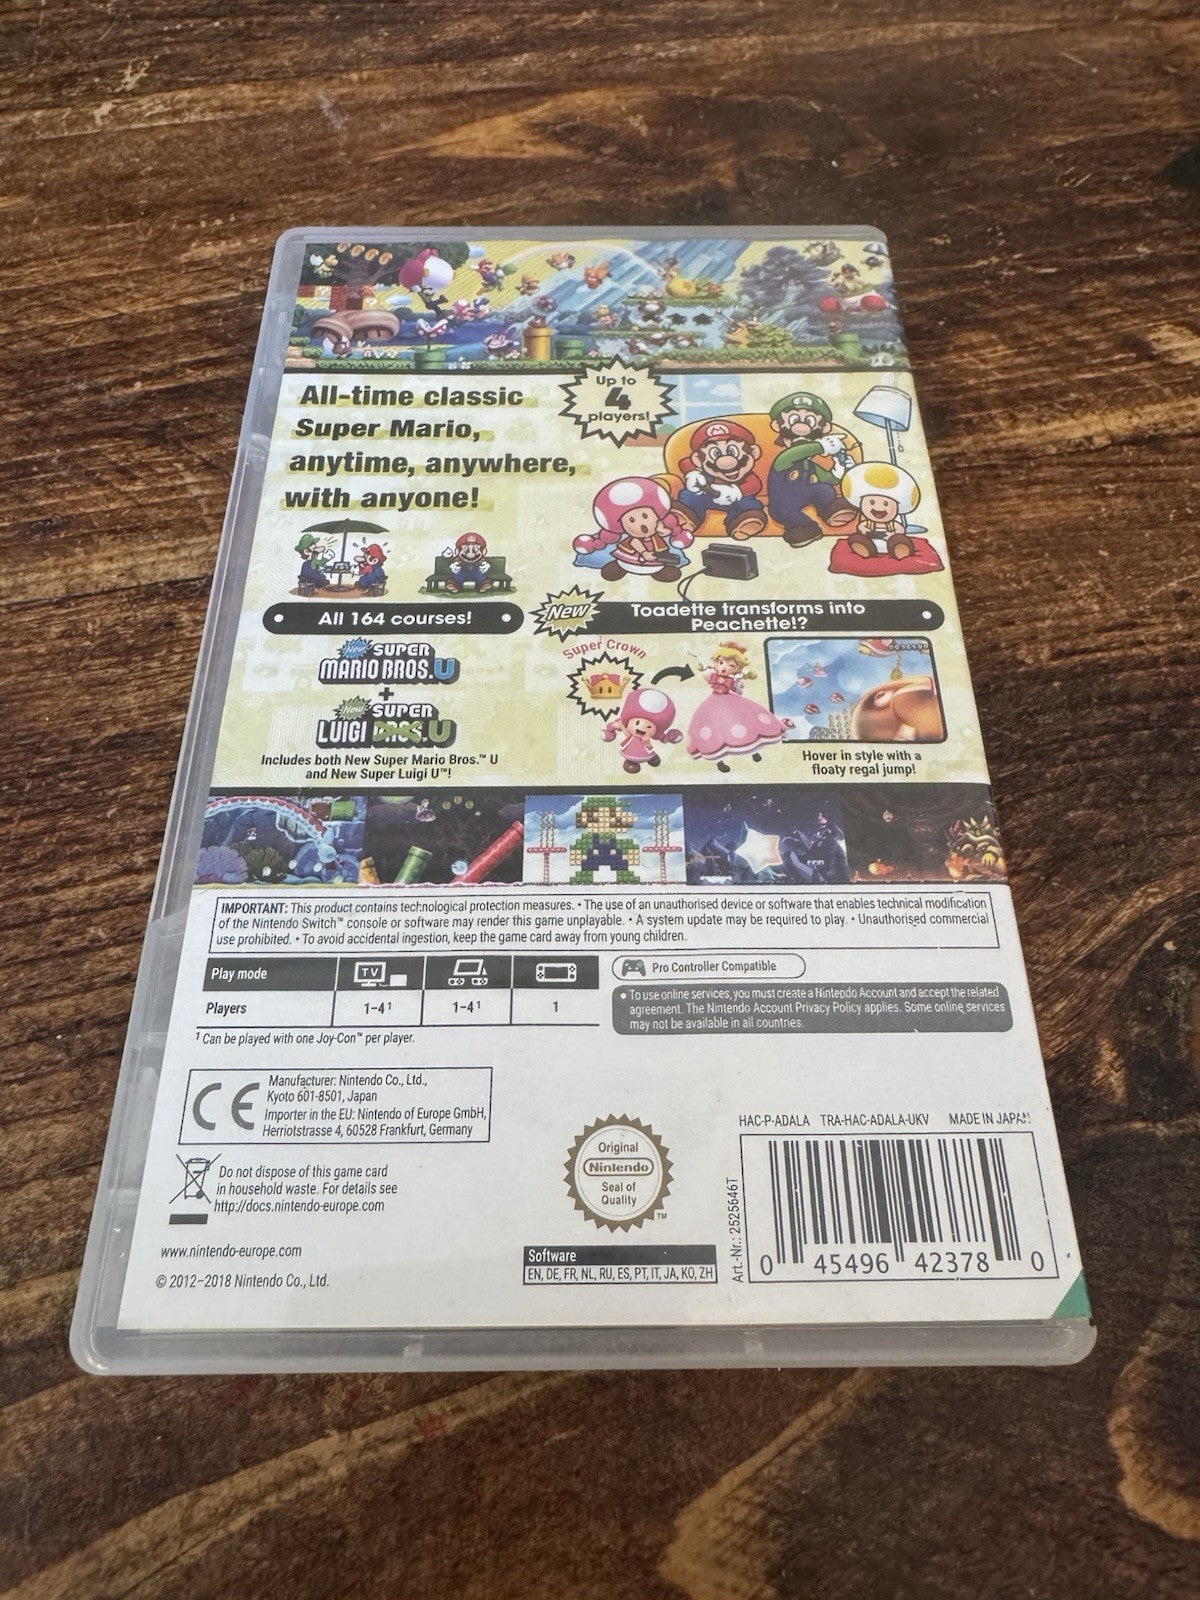 Up to
4
players!
All-time classic
Super Mario,
anytime, anywhere,
with anyone!
All 164 courses!
New SUPER
MARIO BROS. U
+
New SUPER
LUIGI BROS. U
Includes both New Super Mario Bros.™ U
and New Super Luigi U™!
New
Toadette transforms into
Peachette!?
Super Crown
Hover in style with a
floaty regal jump!
IMPORTANT: This product contains technological protection measures. • The use of an unauthorised device or software that enables technical modification
of the Nintendo Switch™ console or software may render this game unplayable. • A system update may be required to play. • Unauthorised commercial
use prohibited. • To avoid accidental ingestion, keep the game card away from young children.
Play mode TV
Players 1–4¹ 1–4¹ 1
¹ Can be played with one Joy-Con™ per player.
Pro Controller Compatible
• To use online services, you must create a Nintendo Account and accept the related
agreement. The Nintendo Account Privacy Policy applies. Some online services
may not be available in all countries.
CE
Manufacturer: Nintendo Co., Ltd.,
Kyoto 601-8501, Japan
Importer in the EU: Nintendo of Europe GmbH,
Herriotstrasse 4, 60528 Frankfurt, Germany
Do not dispose of this game card
in household waste. For details see
http://docs.nintendo-europe.com
www.nintendo-europe.com
© 2012–2018 Nintendo Co., Ltd.
Original
Nintendo
Seal of
Quality
TM
Software
EN, DE, FR, NL, RU, ES, PT, IT, JA, KO, ZH
HAC-P-ADALA TRA-HAC-ADALA-UKV MADE IN JAPAN
Art.-Nr.: 2525646T
0 45496 42378 0